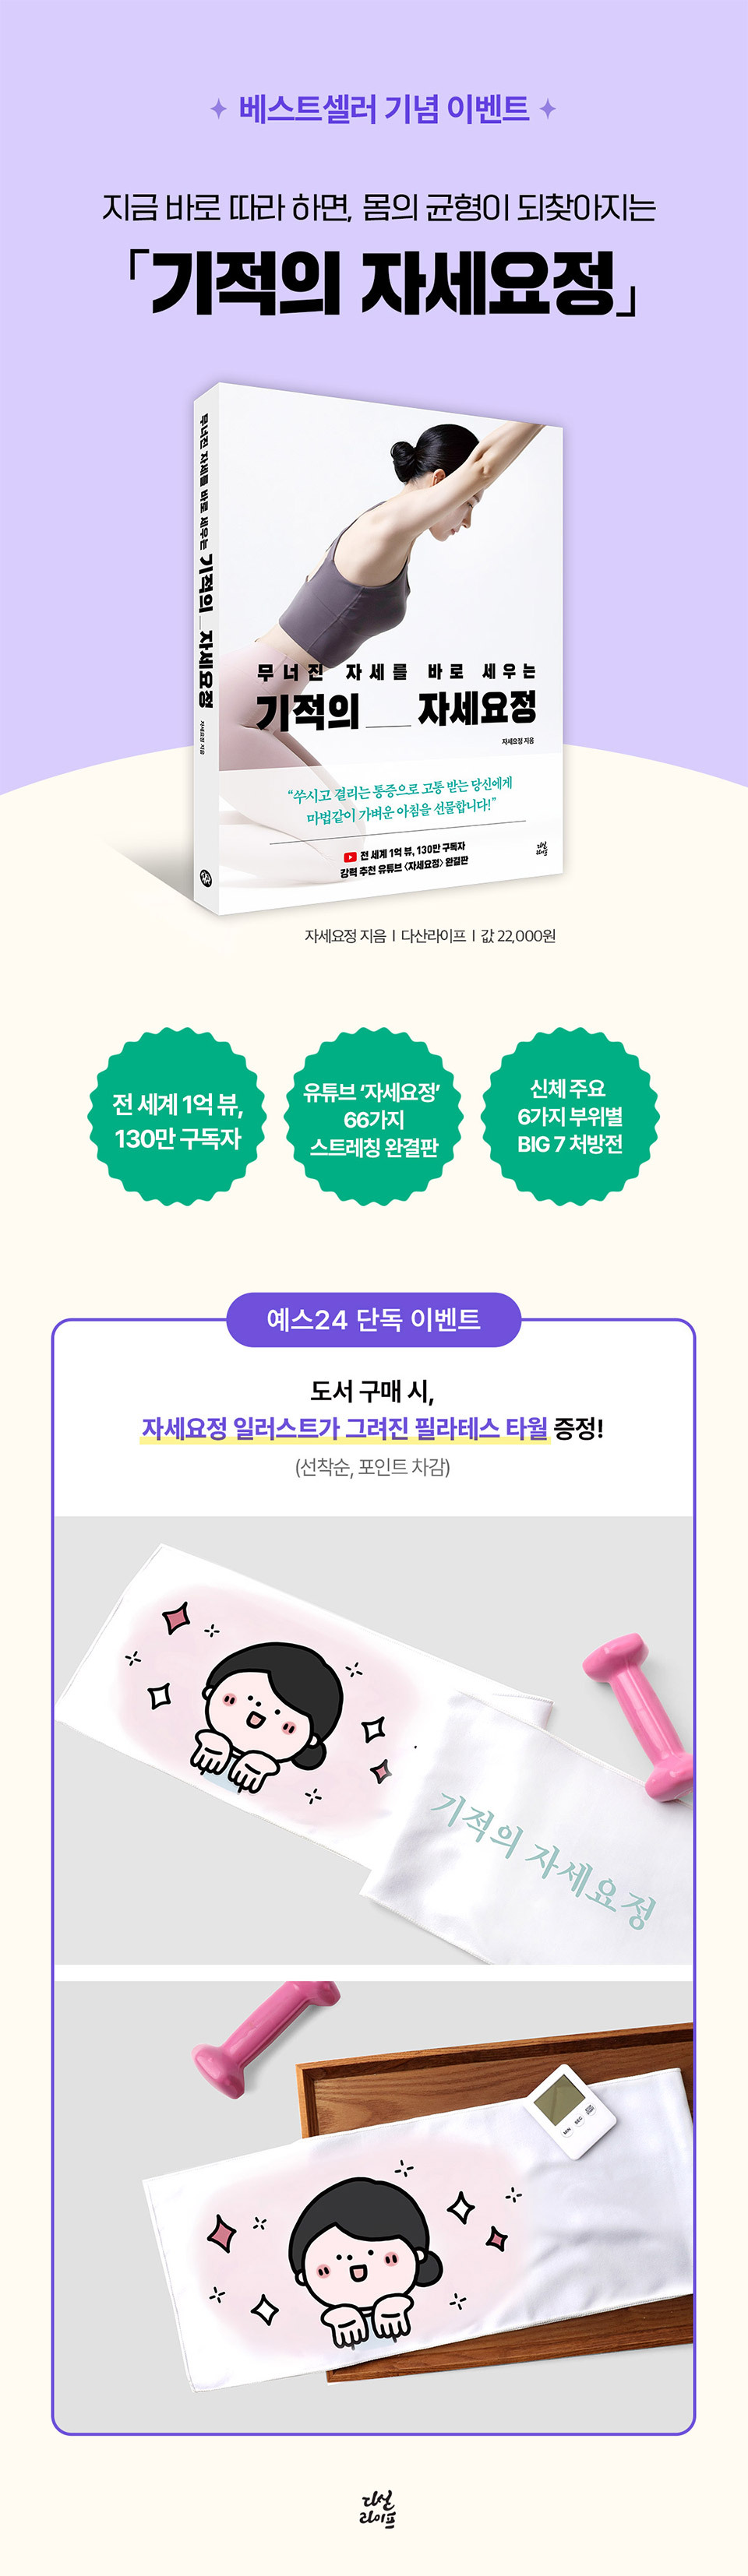 베스트셀러 기념 이벤트
지금 바로 따라 하면, 몸의 균형이 되찾아지는
「기적의 자세요정」
무너진 자세를 바로 세우는 기적의 __ 자세요정 자세요정 지음
무너진 자세를 바로 세우는
기적의 __ 자세요정
자세요정 지음
“쑤시고 결리는 통증으로 고통 받는 당신에게
마법같이 가벼운 아침을 선물합니다!”
전 세계 1억 뷰, 130만 구독자
강력 추천 유튜브 〈자세요정〉 완결판
다산
라이프
자세요정 지음 | 다산라이프 | 값 22,000원
전 세계 1억 뷰,
130만 구독자
유튜브 ‘자세요정’
66가지
스트레칭 완결판
신체 주요
6가지 부위별
BIG 7 처방전
예스24 단독 이벤트
도서 구매 시,
자세요정 일러스트가 그려진 필라테스 타월 증정!
(선착순, 포인트 차감)
기적의 자세요정
MIN SEC
다산
라이프